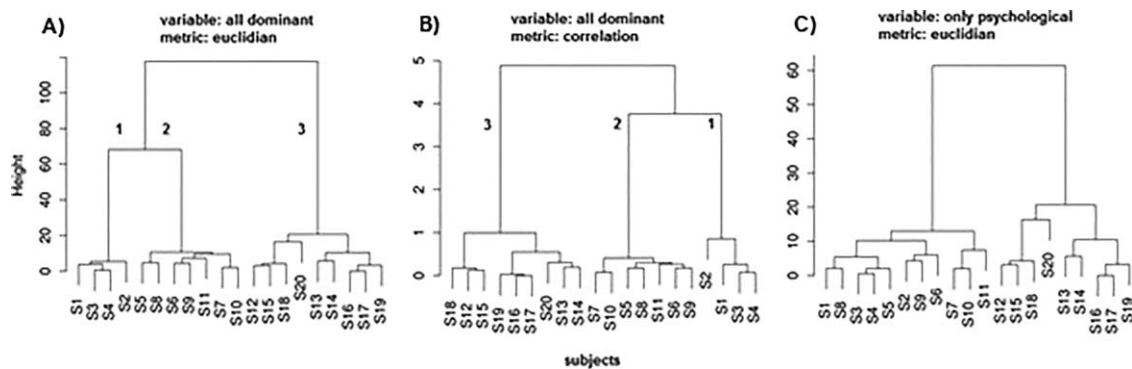 A)
variable: all dominant
metric: euclidian
B)
variable: all dominant
metric: correlation
C)
variable: only psychological
metric: euclidian
Height
100
80
60
40
20
0
1
2
3
S1
S3
S4
S2
S5
S8
S6
S9
S11
S7
S10
S12
S15
S18
S20
S13
S14
S16
S17
S19
5
4
3
2
1
0
3
2
1
S18
S12
S15
S19
S16
S17
S20
S13
S14
S7
S10
S5
S8
S11
S6
S9
S2
S1
S3
S4
60
50
40
30
20
10
0
S1
S8
S3
S4
S5
S2
S9
S6
S7
S10
S11
S12
S15
S18
S20
S13
S14
S16
S17
S19
subjects